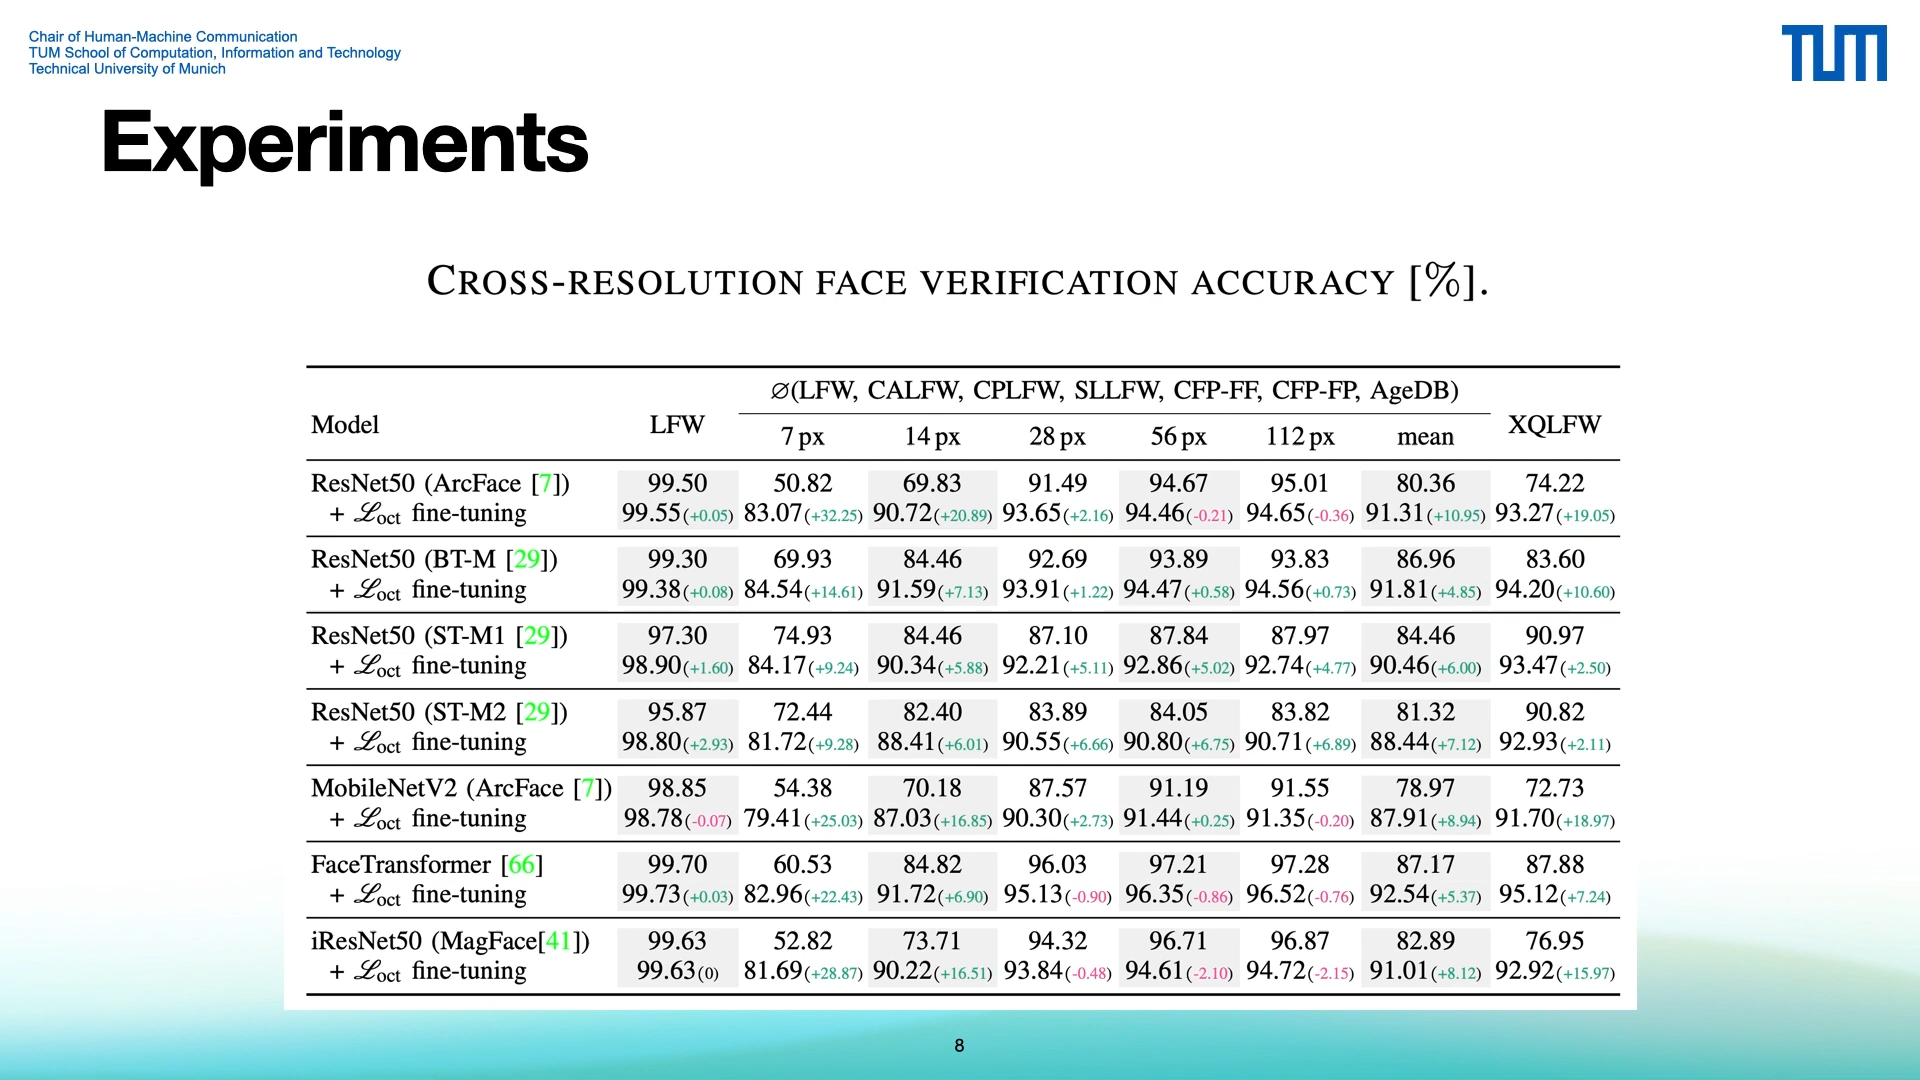 Chair of Human-Machine Communication
TUM School of Computation, Information and Technology
Technical University of Munich
TUM
Experiments
CROSS-RESOLUTION FACE VERIFICATION ACCURACY [%].
∅(LFW, CALFW, CPLFW, SLLFW, CFP-FF, CFP-FP, AgeDB)
Model LFW 7 px 14 px 28 px 56 px 112 px mean XQLFW
ResNet50 (ArcFace [7]) 99.50 50.82 69.83 91.49 94.67 95.01 80.36 74.22
+ ℒoct fine-tuning 99.55(+0.05) 83.07(+32.25) 90.72(+20.89) 93.65(+2.16) 94.46(-0.21) 94.65(-0.36) 91.31(+10.95) 93.27(+19.05)
ResNet50 (BT-M [29]) 99.30 69.93 84.46 92.69 93.89 93.83 86.96 83.60
+ ℒoct fine-tuning 99.38(+0.08) 84.54(+14.61) 91.59(+7.13) 93.91(+1.22) 94.47(+0.58) 94.56(+0.73) 91.81(+4.85) 94.20(+10.60)
ResNet50 (ST-M1 [29]) 97.30 74.93 84.46 87.10 87.84 87.97 84.46 90.97
+ ℒoct fine-tuning 98.90(+1.60) 84.17(+9.24) 90.34(+5.88) 92.21(+5.11) 92.86(+5.02) 92.74(+4.77) 90.46(+6.00) 93.47(+2.50)
ResNet50 (ST-M2 [29]) 95.87 72.44 82.40 83.89 84.05 83.82 81.32 90.82
+ ℒoct fine-tuning 98.80(+2.93) 81.72(+9.28) 88.41(+6.01) 90.55(+6.66) 90.80(+6.75) 90.71(+6.89) 88.44(+7.12) 92.93(+2.11)
MobileNetV2 (ArcFace [7]) 98.85 54.38 70.18 87.57 91.19 91.55 78.97 72.73
+ ℒoct fine-tuning 98.78(-0.07) 79.41(+25.03) 87.03(+16.85) 90.30(+2.73) 91.44(+0.25) 91.35(-0.20) 87.91(+8.94) 91.70(+18.97)
FaceTransformer [66] 99.70 60.53 84.82 96.03 97.21 97.28 87.17 87.88
+ ℒoct fine-tuning 99.73(+0.03) 82.96(+22.43) 91.72(+6.90) 95.13(-0.90) 96.35(-0.86) 96.52(-0.76) 92.54(+5.37) 95.12(+7.24)
iResNet50 (MagFace[41]) 99.63 52.82 73.71 94.32 96.71 96.87 82.89 76.95
+ ℒoct fine-tuning 99.63(0) 81.69(+28.87) 90.22(+16.51) 93.84(-0.48) 94.61(-2.10) 94.72(-2.15) 91.01(+8.12) 92.92(+15.97)
8